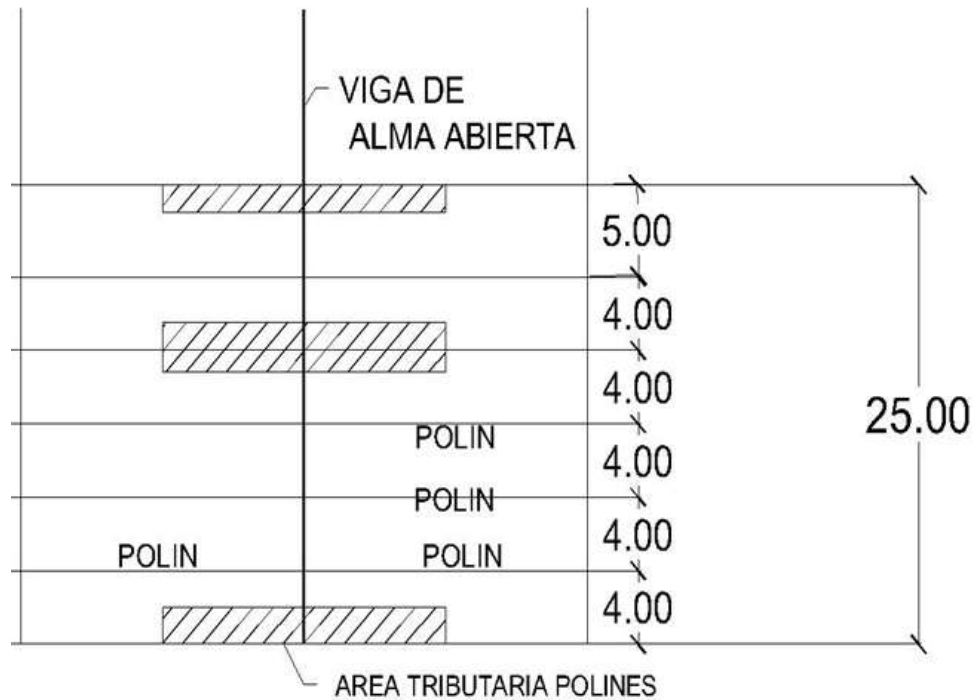 VIGA DE
ALMA ABIERTA
5.00
4.00
4.00
25.00
POLIN
4.00
POLIN
4.00
POLIN
POLIN
4.00
AREA TRIBUTARIA POLINES